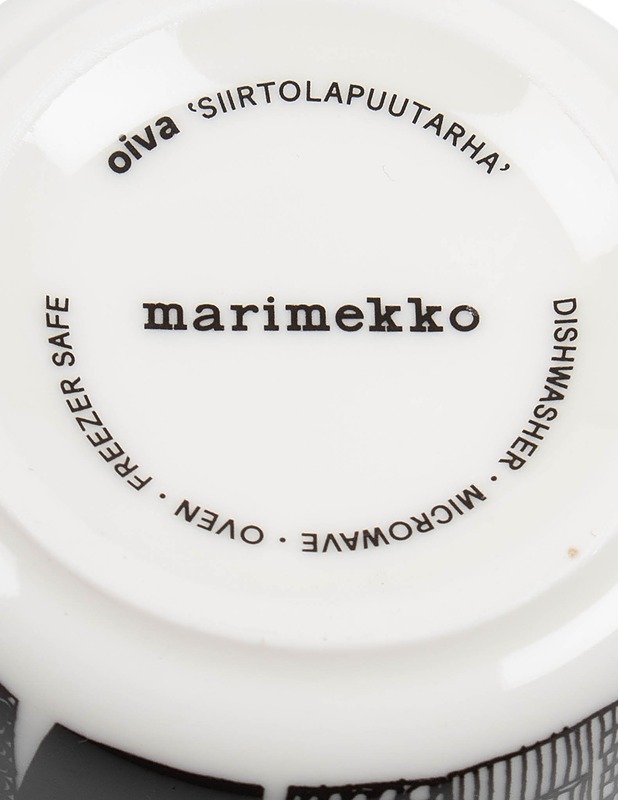 oiva ‘SIIRTOLAPUUTARHA’
marimekko
DISHWASHER · MICROWAVE · OVEN · FREEZER SAFE